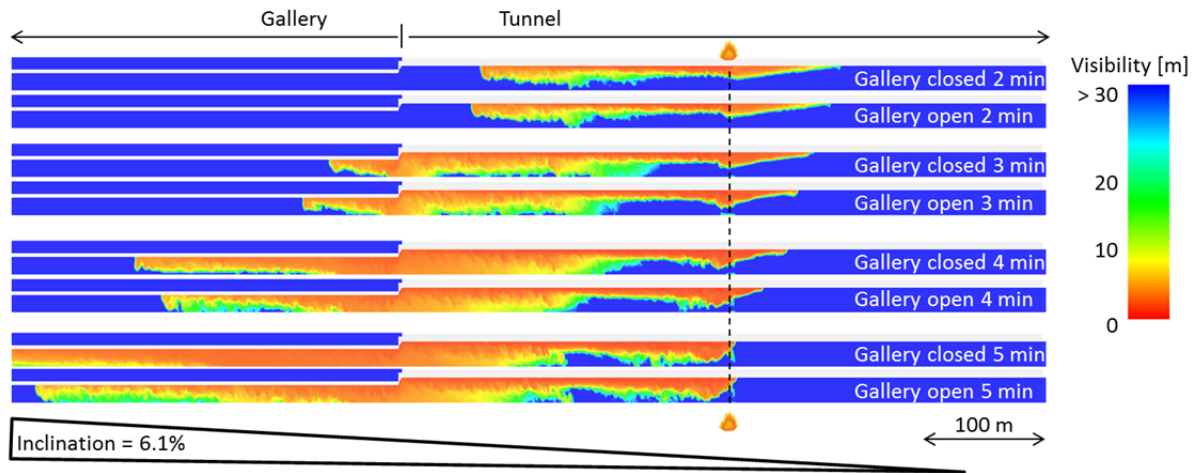 Gallery
Tunnel
Visibility [m]
> 30
20
10
0
Gallery closed 2 min
Gallery open 2 min
Gallery closed 3 min
Gallery open 3 min
Gallery closed 4 min
Gallery open 4 min
Gallery closed 5 min
Gallery open 5 min
100 m
Inclination = 6.1%